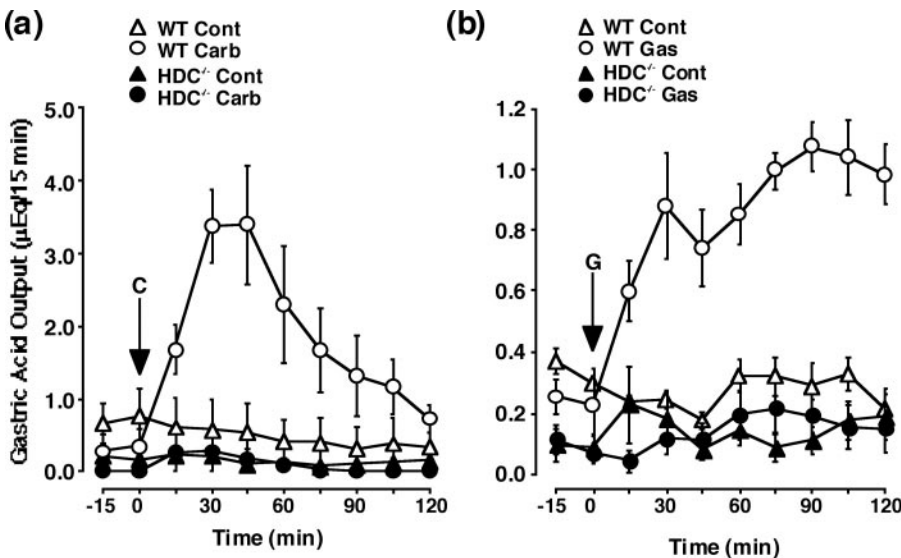 (a)
WT Cont
WT Carb
HDC-/- Cont
HDC-/- Carb
Gastric Acid Output (µEq/15 min)
5.0
4.0
3.0
2.0
1.0
0.0
C
-15 0 30 60 90 120
Time (min)
(b)
WT Cont
WT Gas
HDC-/- Cont
HDC-/- Gas
1.2
1.0
0.8
0.6
0.4
0.2
0.0
G
-15 0 30 60 90 120
Time (min)